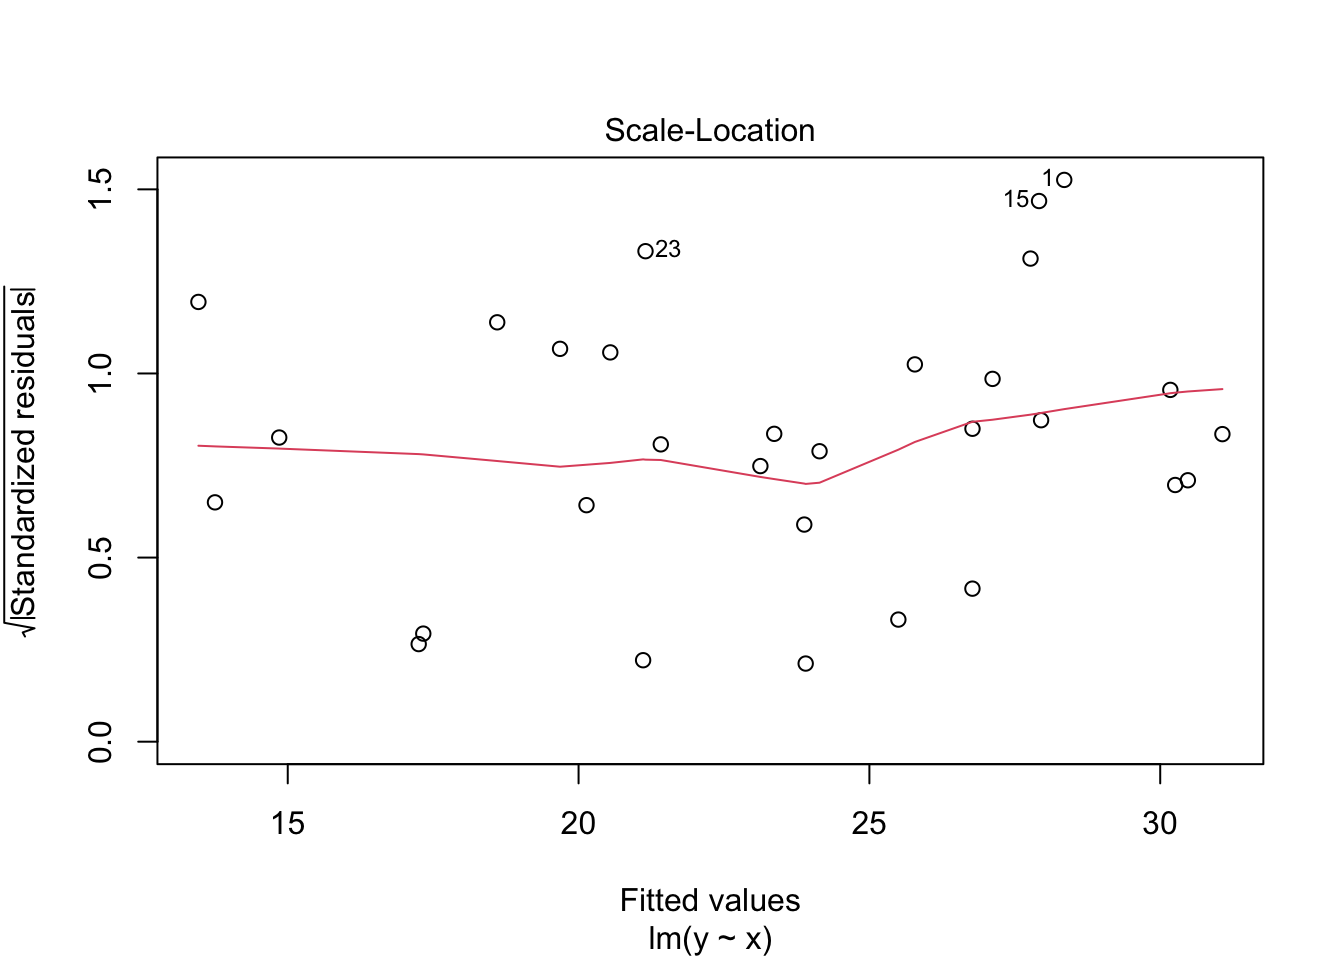 Scale-Location
√|Standardized residuals|
1.5
1.0
0.5
0.0
1
15
23
15 20 25 30
Fitted values
lm(y ~ x)